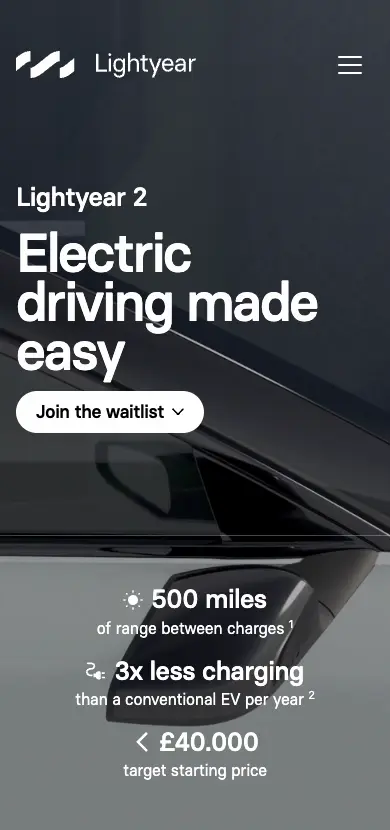 Lightyear
Lightyear 2
Electric
driving made
easy
Join the waitlist
500 miles
of range between charges ¹
3x less charging
than a conventional EV per year ²
< £40.000
target starting price